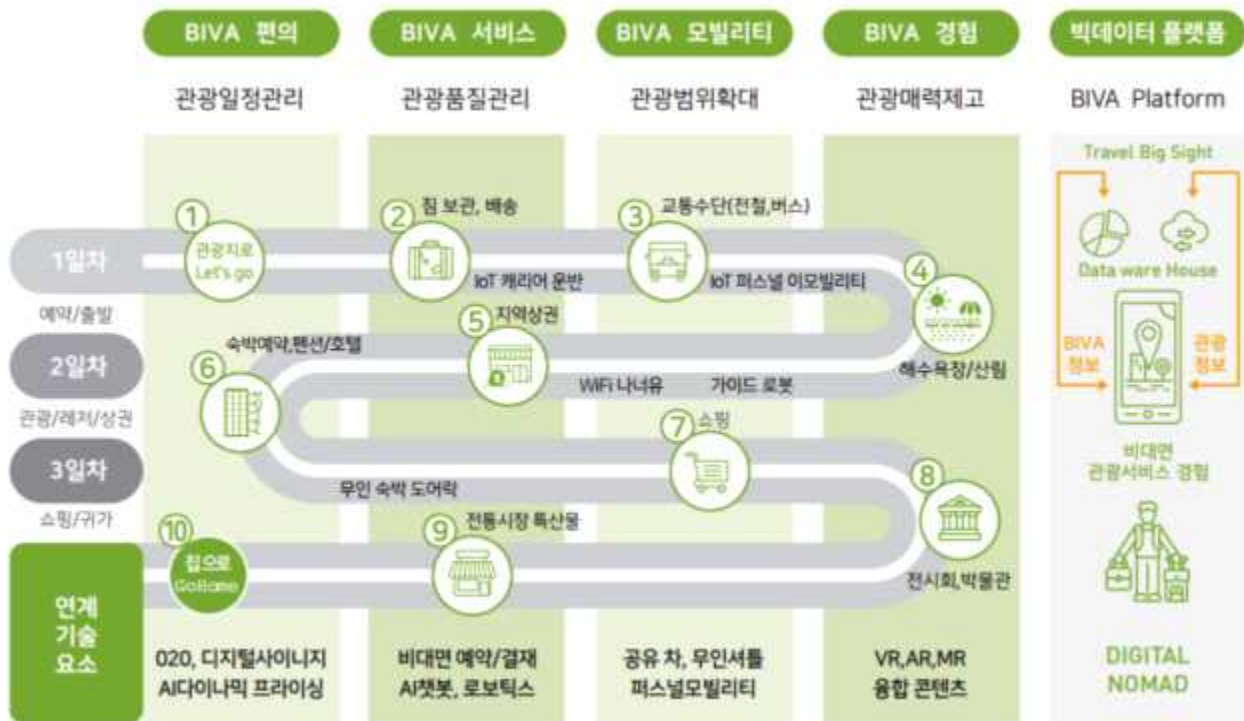 BIVA 편의
BIVA 서비스
BIVA 모빌리티
BIVA 경험
빅데이터 플랫폼
관광일정관리
관광품질관리
관광범위확대
관광매력제고
BIVA Platform
Travel Big Sight
1일차
예약/출발
①
관광지로
Let's go
②
짐 보관, 배송
IoT 캐리어 운반
③
교통수단(전철,버스)
IoT 퍼스널 이모빌리티
④
해수욕장/산림
Data ware House
BIVA
정보
관광
정보
2일차
관광/레저/상권
⑤
지역상권
⑥
숙박예약,펜션/호텔
WiFi 나너유
가이드 로봇
3일차
쇼핑/귀가
⑦
쇼핑
무인 숙박 도어락
⑧
전시회,박물관
비대면
관광서비스 경험
⑨
전통시장 특산물
⑩
집으로
GoHome
연계
기술
요소
O2O, 디지털사이니지
AI다이나믹 프라이싱
비대면 예약/결재
AI챗봇, 로보틱스
공유 차, 무인셔틀
퍼스널모빌리티
VR,AR,MR
융합 콘텐츠
DIGITAL
NOMAD